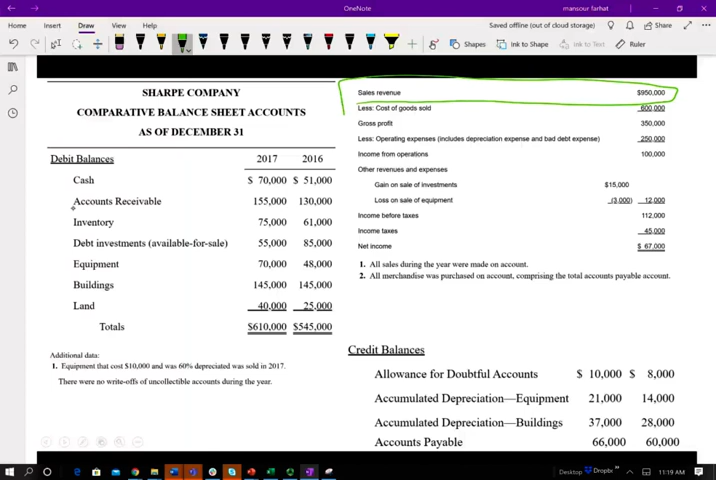 OneNote
mansour farhat
Home Insert Draw View Help
Saved offline (out of cloud storage)
Share
Shapes
Ink to Shape
Ink to Text
Ruler
SHARPE COMPANY
COMPARATIVE BALANCE SHEET ACCOUNTS
AS OF DECEMBER 31
Debit Balances 2017 2016
Cash $ 70,000 $ 51,000
Accounts Receivable 155,000 130,000
Inventory 75,000 61,000
Debt investments (available-for-sale) 55,000 85,000
Equipment 70,000 48,000
Buildings 145,000 145,000
Land 40,000 25,000
Totals $610,000 $545,000
Additional data:
1. Equipment that cost $10,000 and was 60% depreciated was sold in 2017.
There were no write-offs of uncollectible accounts during the year.
Sales revenue $950,000
Less: Cost of goods sold 600,000
Gross profit 350,000
Less: Operating expenses (includes depreciation expense and bad debt expense) 250,000
Income from operations 100,000
Other revenues and expenses
Gain on sale of investments $15,000
Loss on sale of equipment (3,000) 12,000
Income before taxes 112,000
Income taxes 45,000
Net income $ 67,000
1. All sales during the year were made on account.
2. All merchandise was purchased on account, comprising the total accounts payable account.
Credit Balances
Allowance for Doubtful Accounts $ 10,000 $ 8,000
Accumulated Depreciation—Equipment 21,000 14,000
Accumulated Depreciation—Buildings 37,000 28,000
Accounts Payable 66,000 60,000
Desktop
11:19 AM